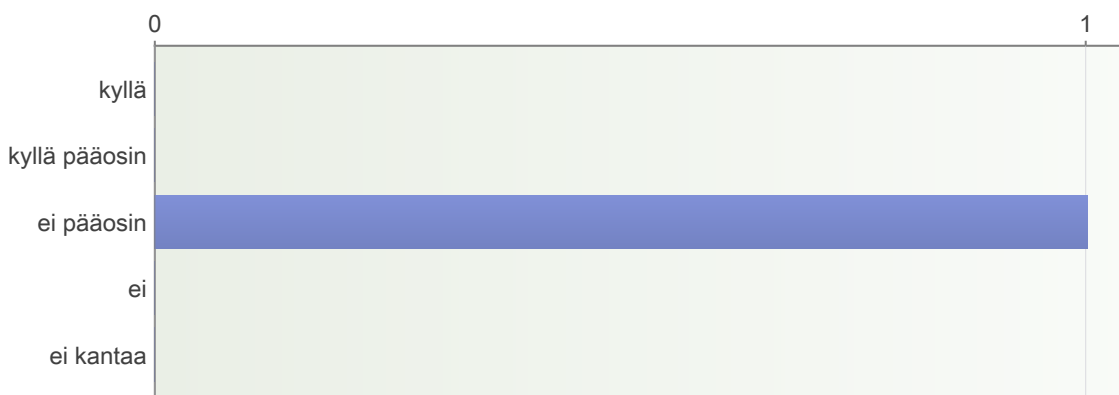 0 1
kyllä
kyllä pääosin
ei pääosin
ei
ei kantaa